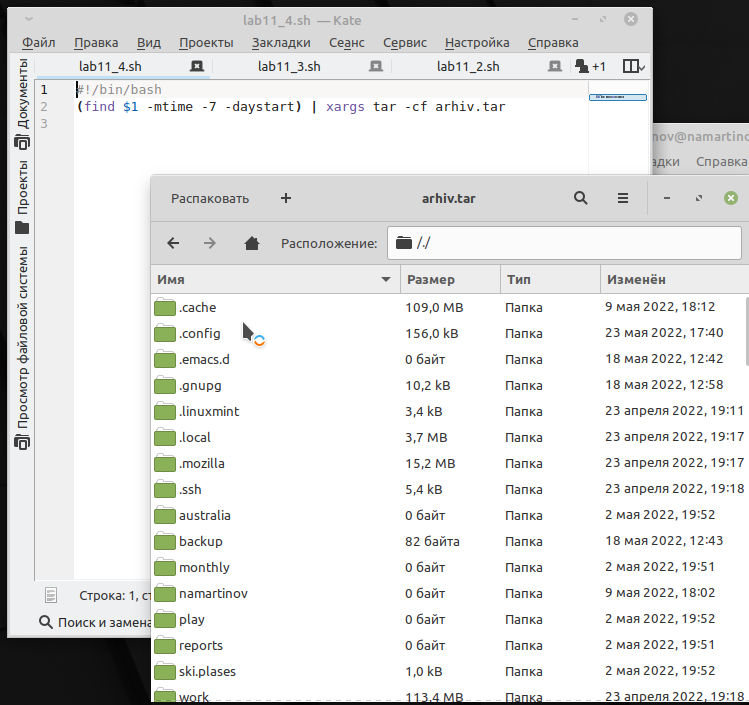 lab11_4.sh — Kate
Файл Правка Вид Проекты Закладки Сеанс Сервис Настройка Справка
lab11_4.sh lab11_3.sh lab11_2.sh +1
Документы
Проекты
Просмотр файловой системы
1 #!/bin/bash
2 (find $1 -mtime -7 -daystart) | xargs tar -cf arhiv.tar
3
nov@namartino
Справка
Распаковать + arhiv.tar
Расположение: /./
Имя Размер Тип Изменён
.cache 109,0 MB Папка 9 мая 2022, 18:12
.config 156,0 kB Папка 23 мая 2022, 17:40
.emacs.d 0 байт Папка 18 мая 2022, 12:42
.gnupg 10,2 kB Папка 18 мая 2022, 12:58
.linuxmint 3,4 kB Папка 23 апреля 2022, 19:11
.local 3,7 MB Папка 23 апреля 2022, 19:17
.mozilla 15,2 MB Папка 23 апреля 2022, 19:17
.ssh 5,4 kB Папка 23 апреля 2022, 19:18
australia 0 байт Папка 2 мая 2022, 19:52
backup 82 байта Папка 18 мая 2022, 12:43
monthly 0 байт Папка 2 мая 2022, 19:51
namartinov 0 байт Папка 9 мая 2022, 18:02
play 0 байт Папка 2 мая 2022, 19:52
reports 0 байт Папка 2 мая 2022, 19:51
ski.plases 1,0 kB Папка 2 мая 2022, 19:52
work 113,4 MB Папка 23 апреля 2022, 19:18
Строка: 1, ст
Поиск и замена